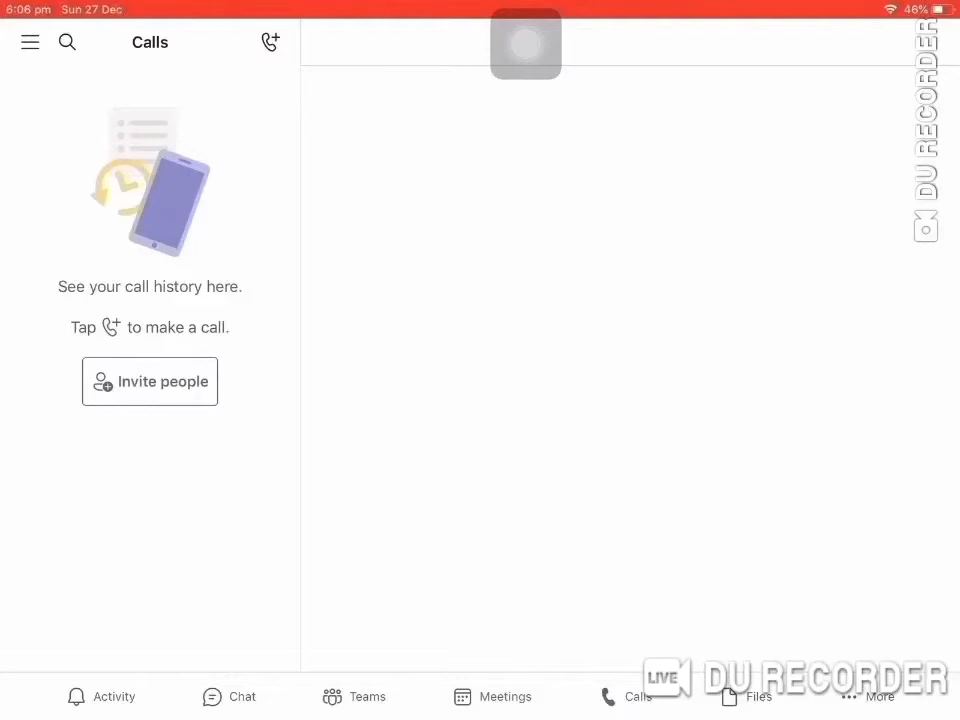 6:06 pm Sun 27 Dec
46%
Calls
DU RECORDER
See your call history here.
Tap to make a call.
Invite people
LIVE DU RECORDER
Activity
Chat
Teams
Meetings
Calls
Files
More